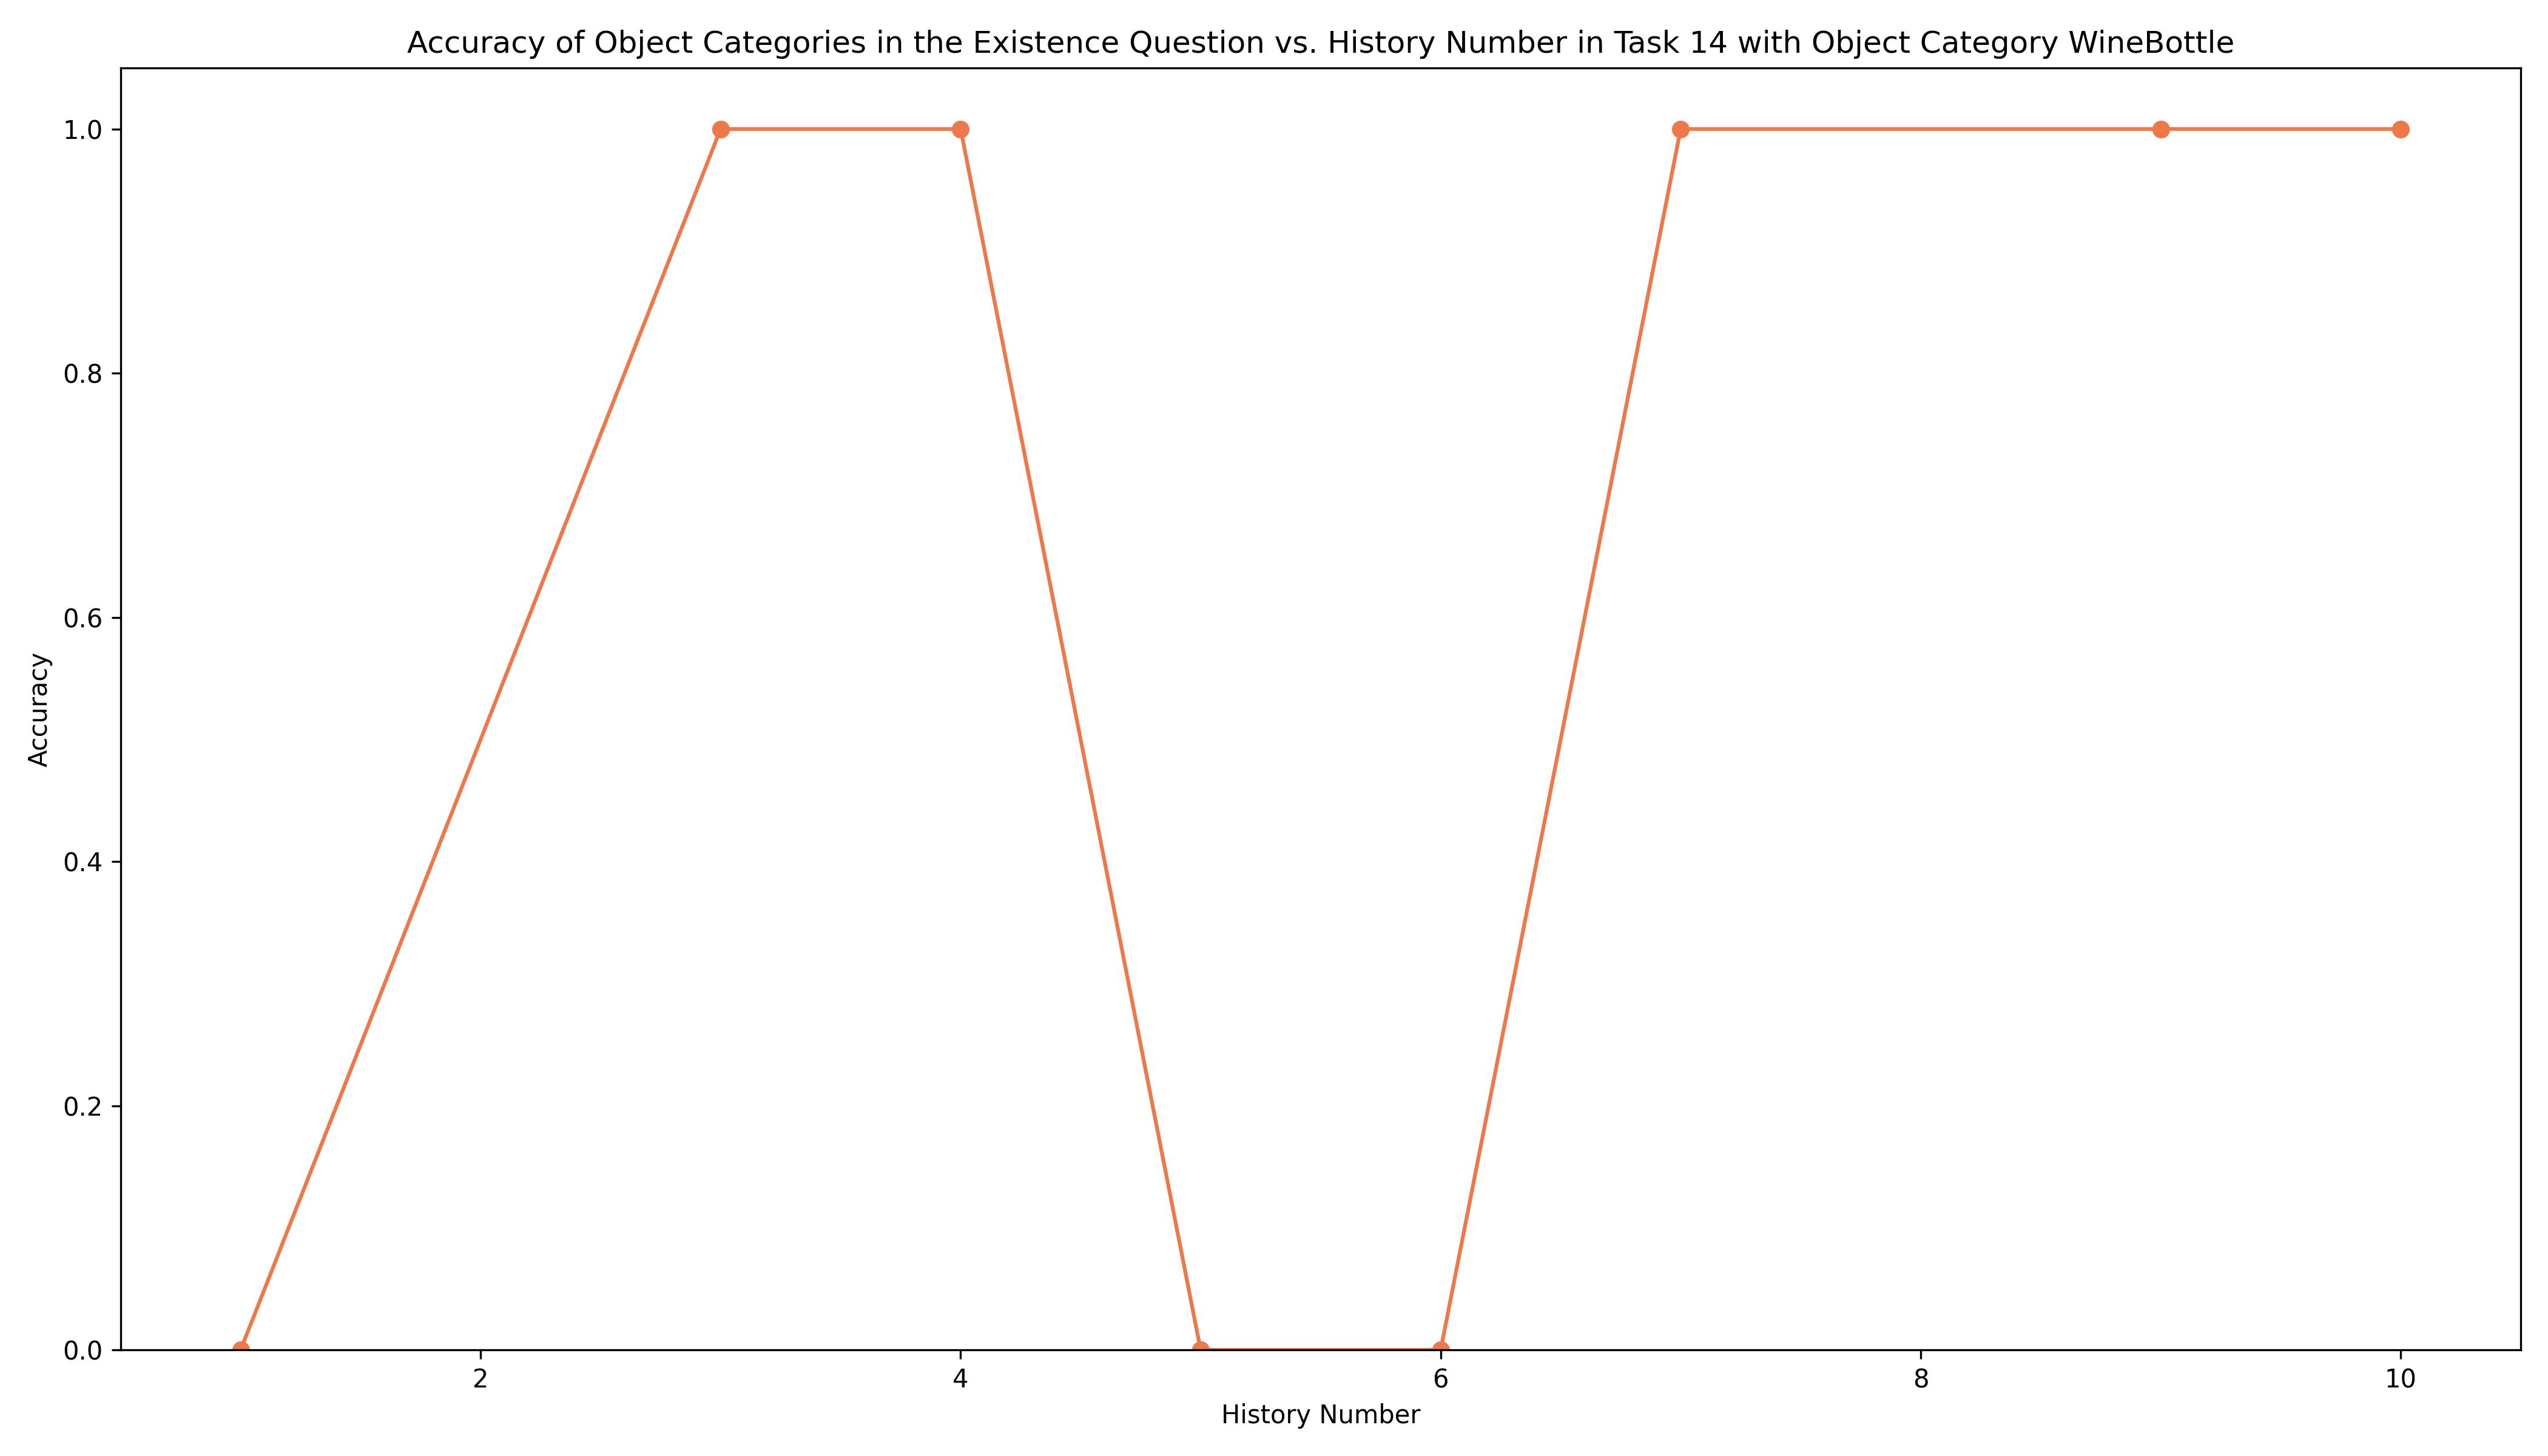 Accuracy of Object Categories in the Existence Question vs. History Number in Task 14 with Object Category WineBottle
1.0
0.8
0.6
0.4
0.2
0.0
Accuracy
2 4 6 8 10
History Number